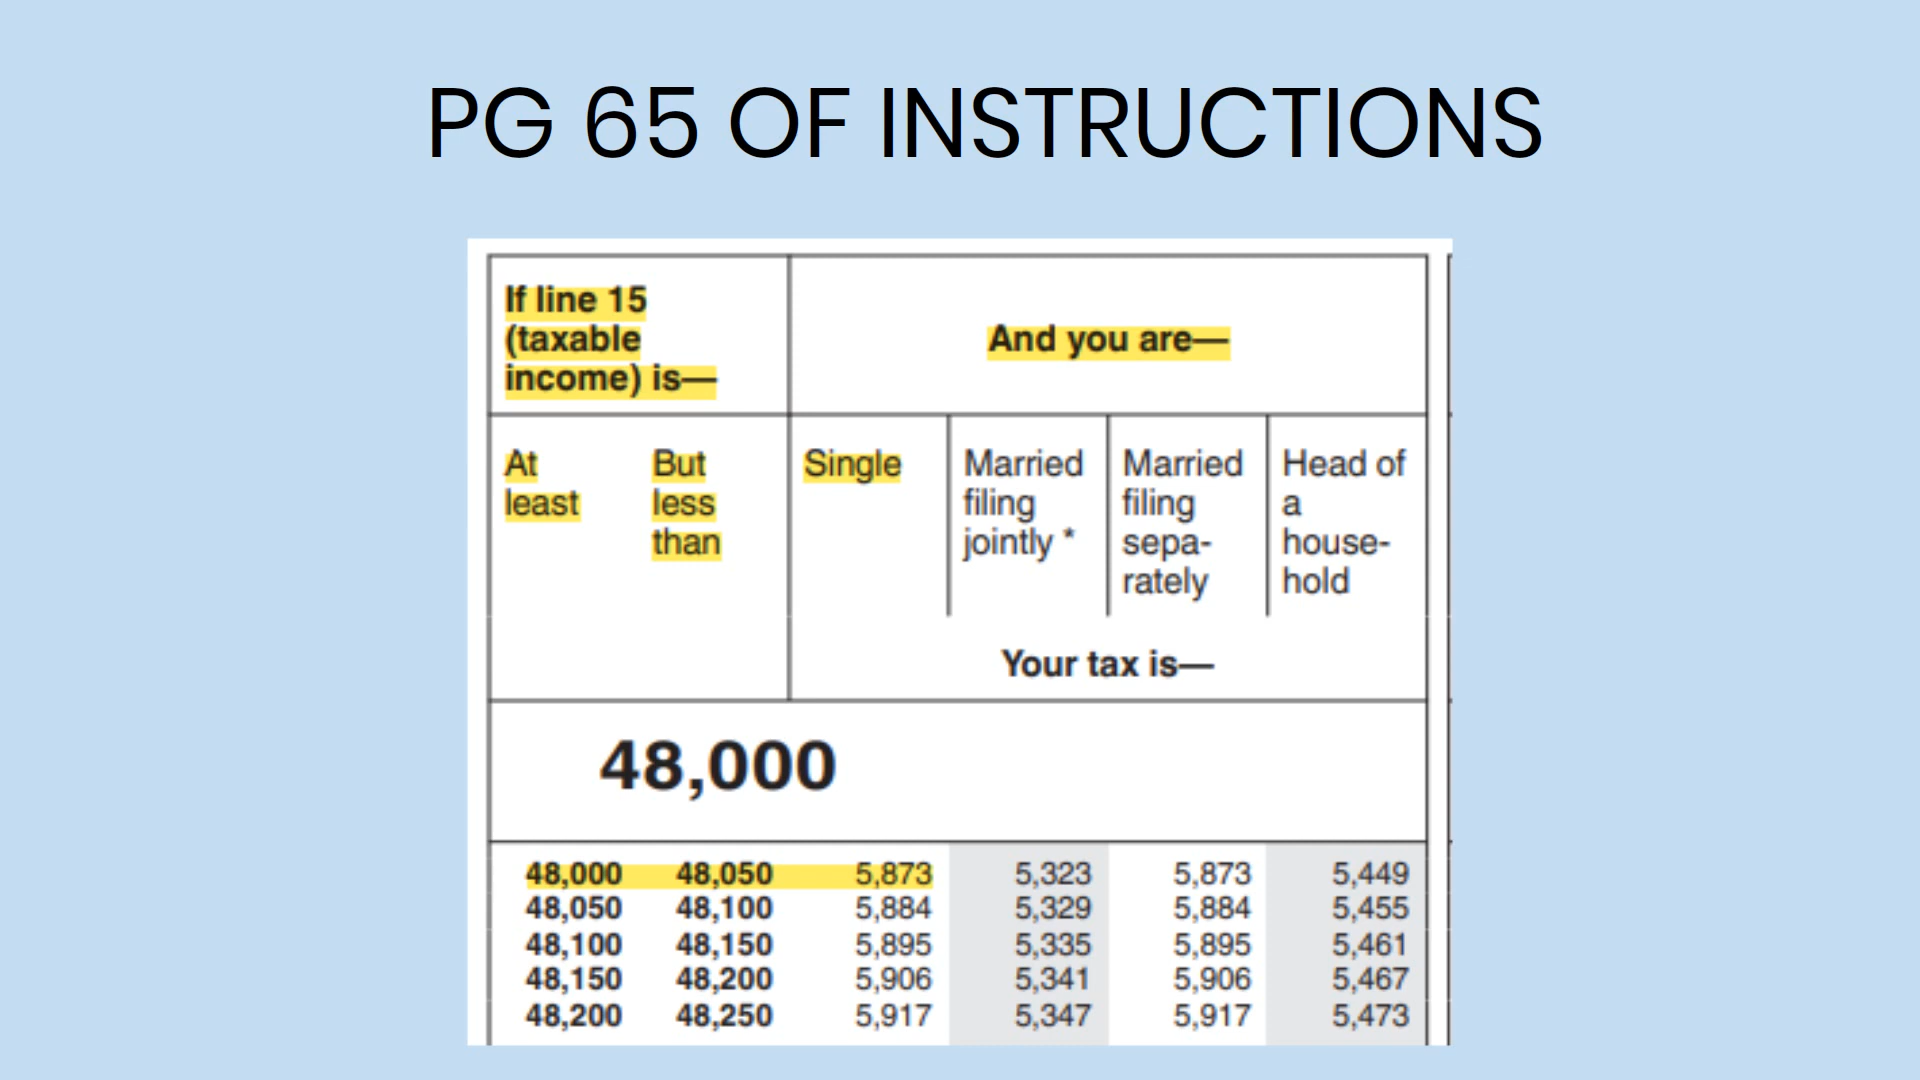 PG 65 OF INSTRUCTIONS
If line 15
(taxable
income) is—
And you are—
At
least
But
less
than
Single
Married
filing
jointly *
Married
filing
sepa-
rately
Head of
a
house-
hold
Your tax is—
48,000
48,000 48,050 5,873 5,323 5,873 5,449
48,050 48,100 5,884 5,329 5,884 5,455
48,100 48,150 5,895 5,335 5,895 5,461
48,150 48,200 5,906 5,341 5,906 5,467
48,200 48,250 5,917 5,347 5,917 5,473